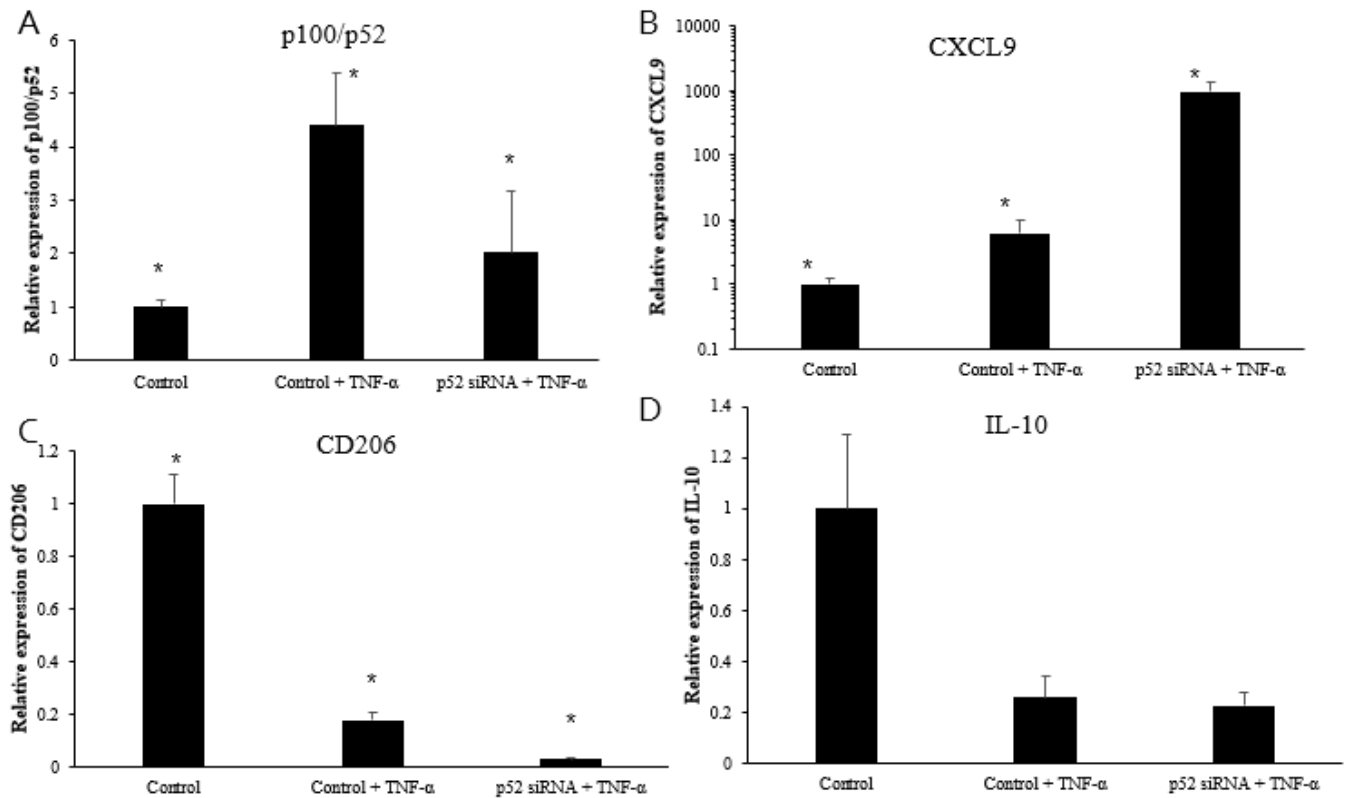 A
p100/p52
Relative expression of p100/p52
6
5
4
3
2
1
0
*
*
*
Control
Control + TNF-α
p52 siRNA + TNF-α
B
CXCL9
Relative expression of CXCL9
10000
1000
100
10
1
0.1
*
*
*
Control
Control + TNF-α
p52 siRNA + TNF-α
C
CD206
Relative expression of CD206
1.2
1
0.8
0.6
0.4
0.2
0
*
*
*
Control
Control + TNF-α
p52 siRNA + TNF-α
D
IL-10
Relative expression of IL-10
1.4
1.2
1
0.8
0.6
0.4
0.2
0
Control
Control + TNF-α
p52 siRNA + TNF-α